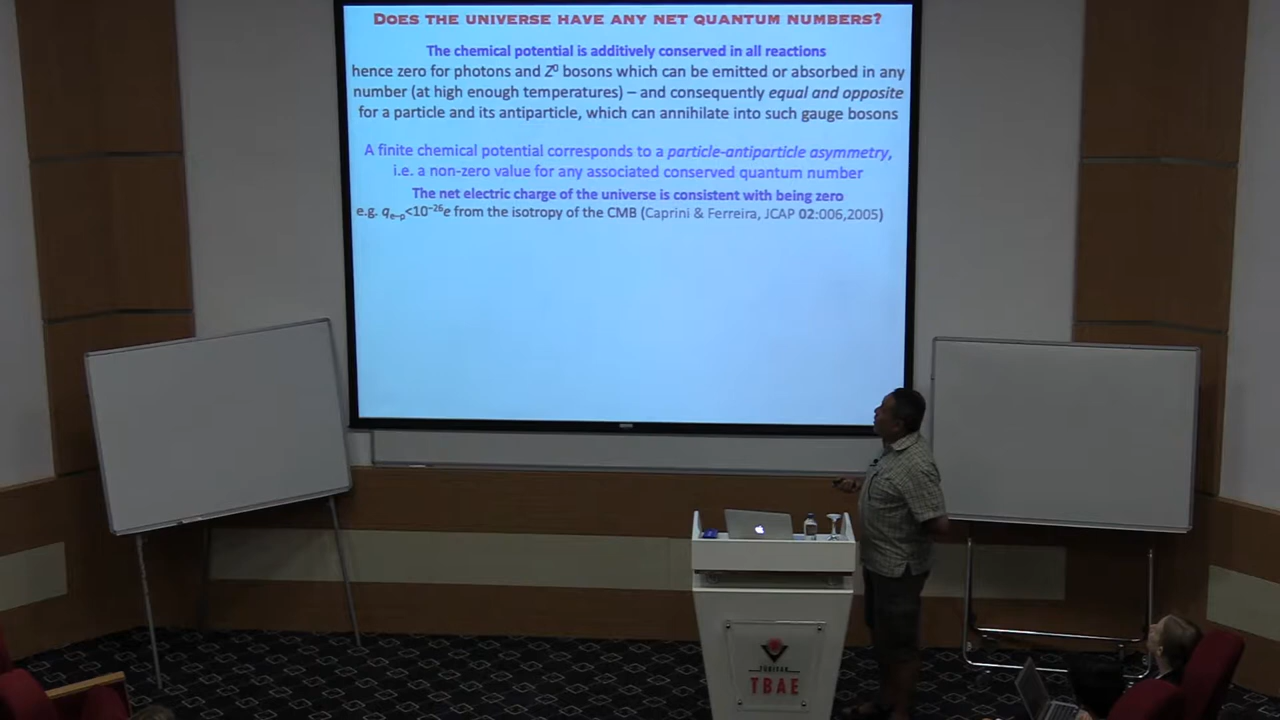 DOES THE UNIVERSE HAVE ANY NET QUANTUM NUMBERS?
The chemical potential is additively conserved in all reactions
hence zero for photons and Z⁰ bosons which can be emitted or absorbed in any
number (at high enough temperatures) – and consequently equal and opposite
for a particle and its antiparticle, which can annihilate into such gauge bosons
A finite chemical potential corresponds to a particle-antiparticle asymmetry,
i.e. a non-zero value for any associated conserved quantum number
The net electric charge of the universe is consistent with being zero
e.g. qₑ₋ₚ<10⁻²⁶e from the isotropy of the CMB (Caprini & Ferreira, JCAP 02:006,2005)
TÜBİTAK
TBAE